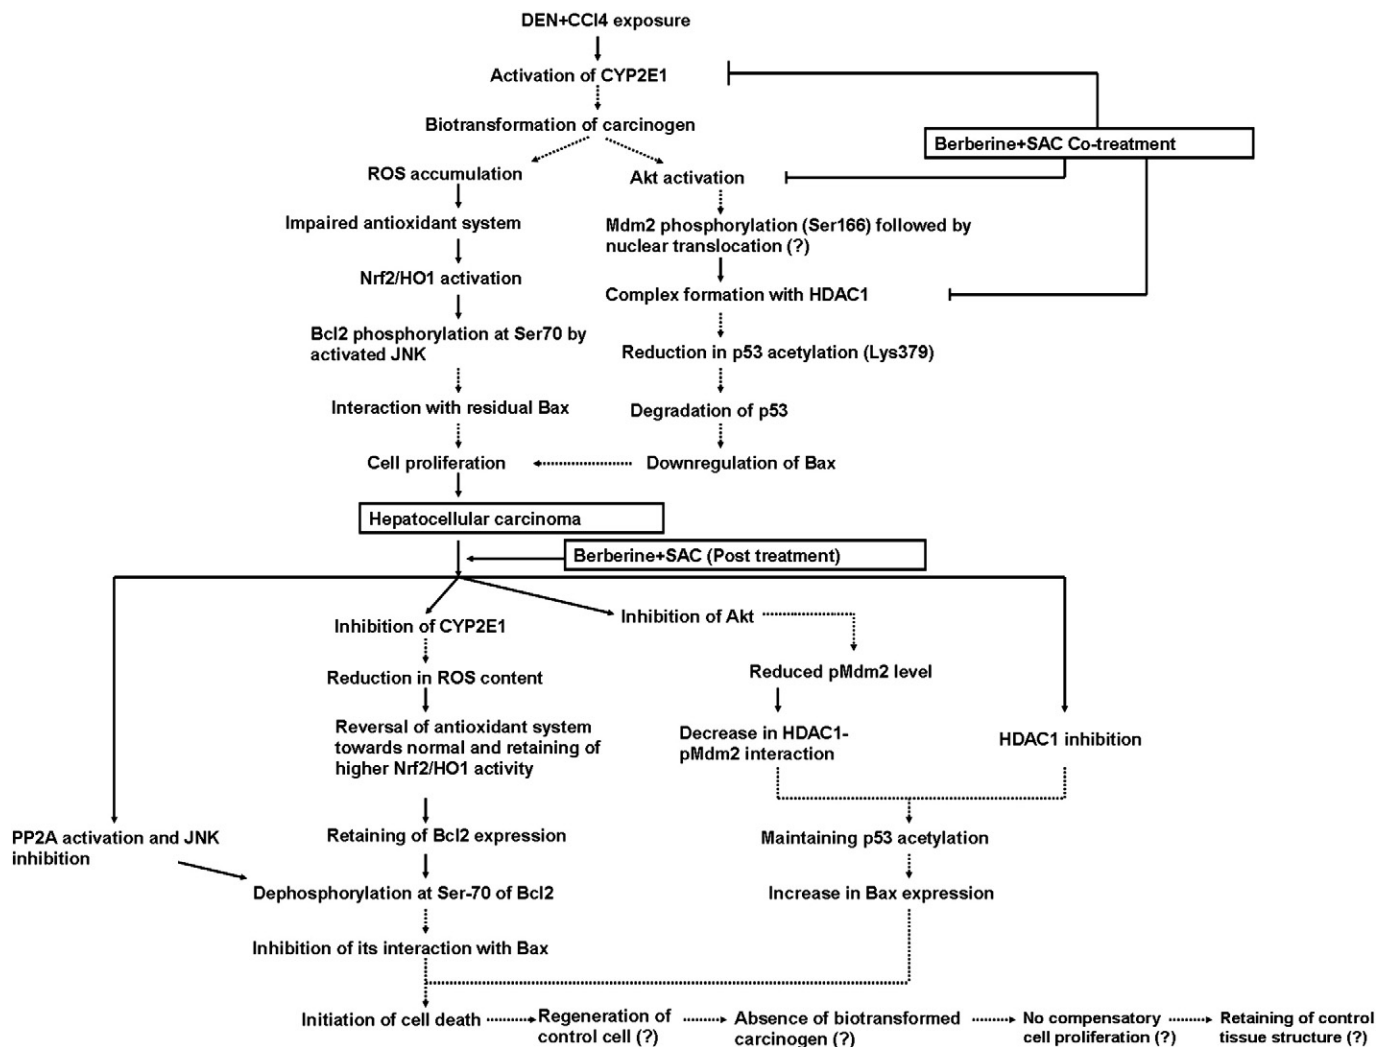 DEN+CCl4 exposure
Activation of CYP2E1
Biotransformation of carcinogen
Berberine+SAC Co-treatment
ROS accumulation
Akt activation
Impaired antioxidant system
Mdm2 phosphorylation (Ser166) followed by
nuclear translocation (?)
Nrf2/HO1 activation
Complex formation with HDAC1
Bcl2 phosphorylation at Ser70 by
activated JNK
Reduction in p53 acetylation (Lys379)
Interaction with residual Bax
Degradation of p53
Cell proliferation
Downregulation of Bax
Hepatocellular carcinoma
Berberine+SAC (Post treatment)
Inhibition of CYP2E1
Inhibition of Akt
Reduction in ROS content
Reduced pMdm2 level
Reversal of antioxidant system
towards normal and retaining of
higher Nrf2/HO1 activity
Decrease in HDAC1-
pMdm2 interaction
HDAC1 inhibition
PP2A activation and JNK
inhibition
Retaining of Bcl2 expression
Maintaining p53 acetylation
Dephosphorylation at Ser-70 of Bcl2
Increase in Bax expression
Inhibition of its interaction with Bax
Initiation of cell death
Regeneration of
control cell (?)
Absence of biotransformed
carcinogen (?)
No compensatory
cell proliferation (?)
Retaining of control
tissue structure (?)